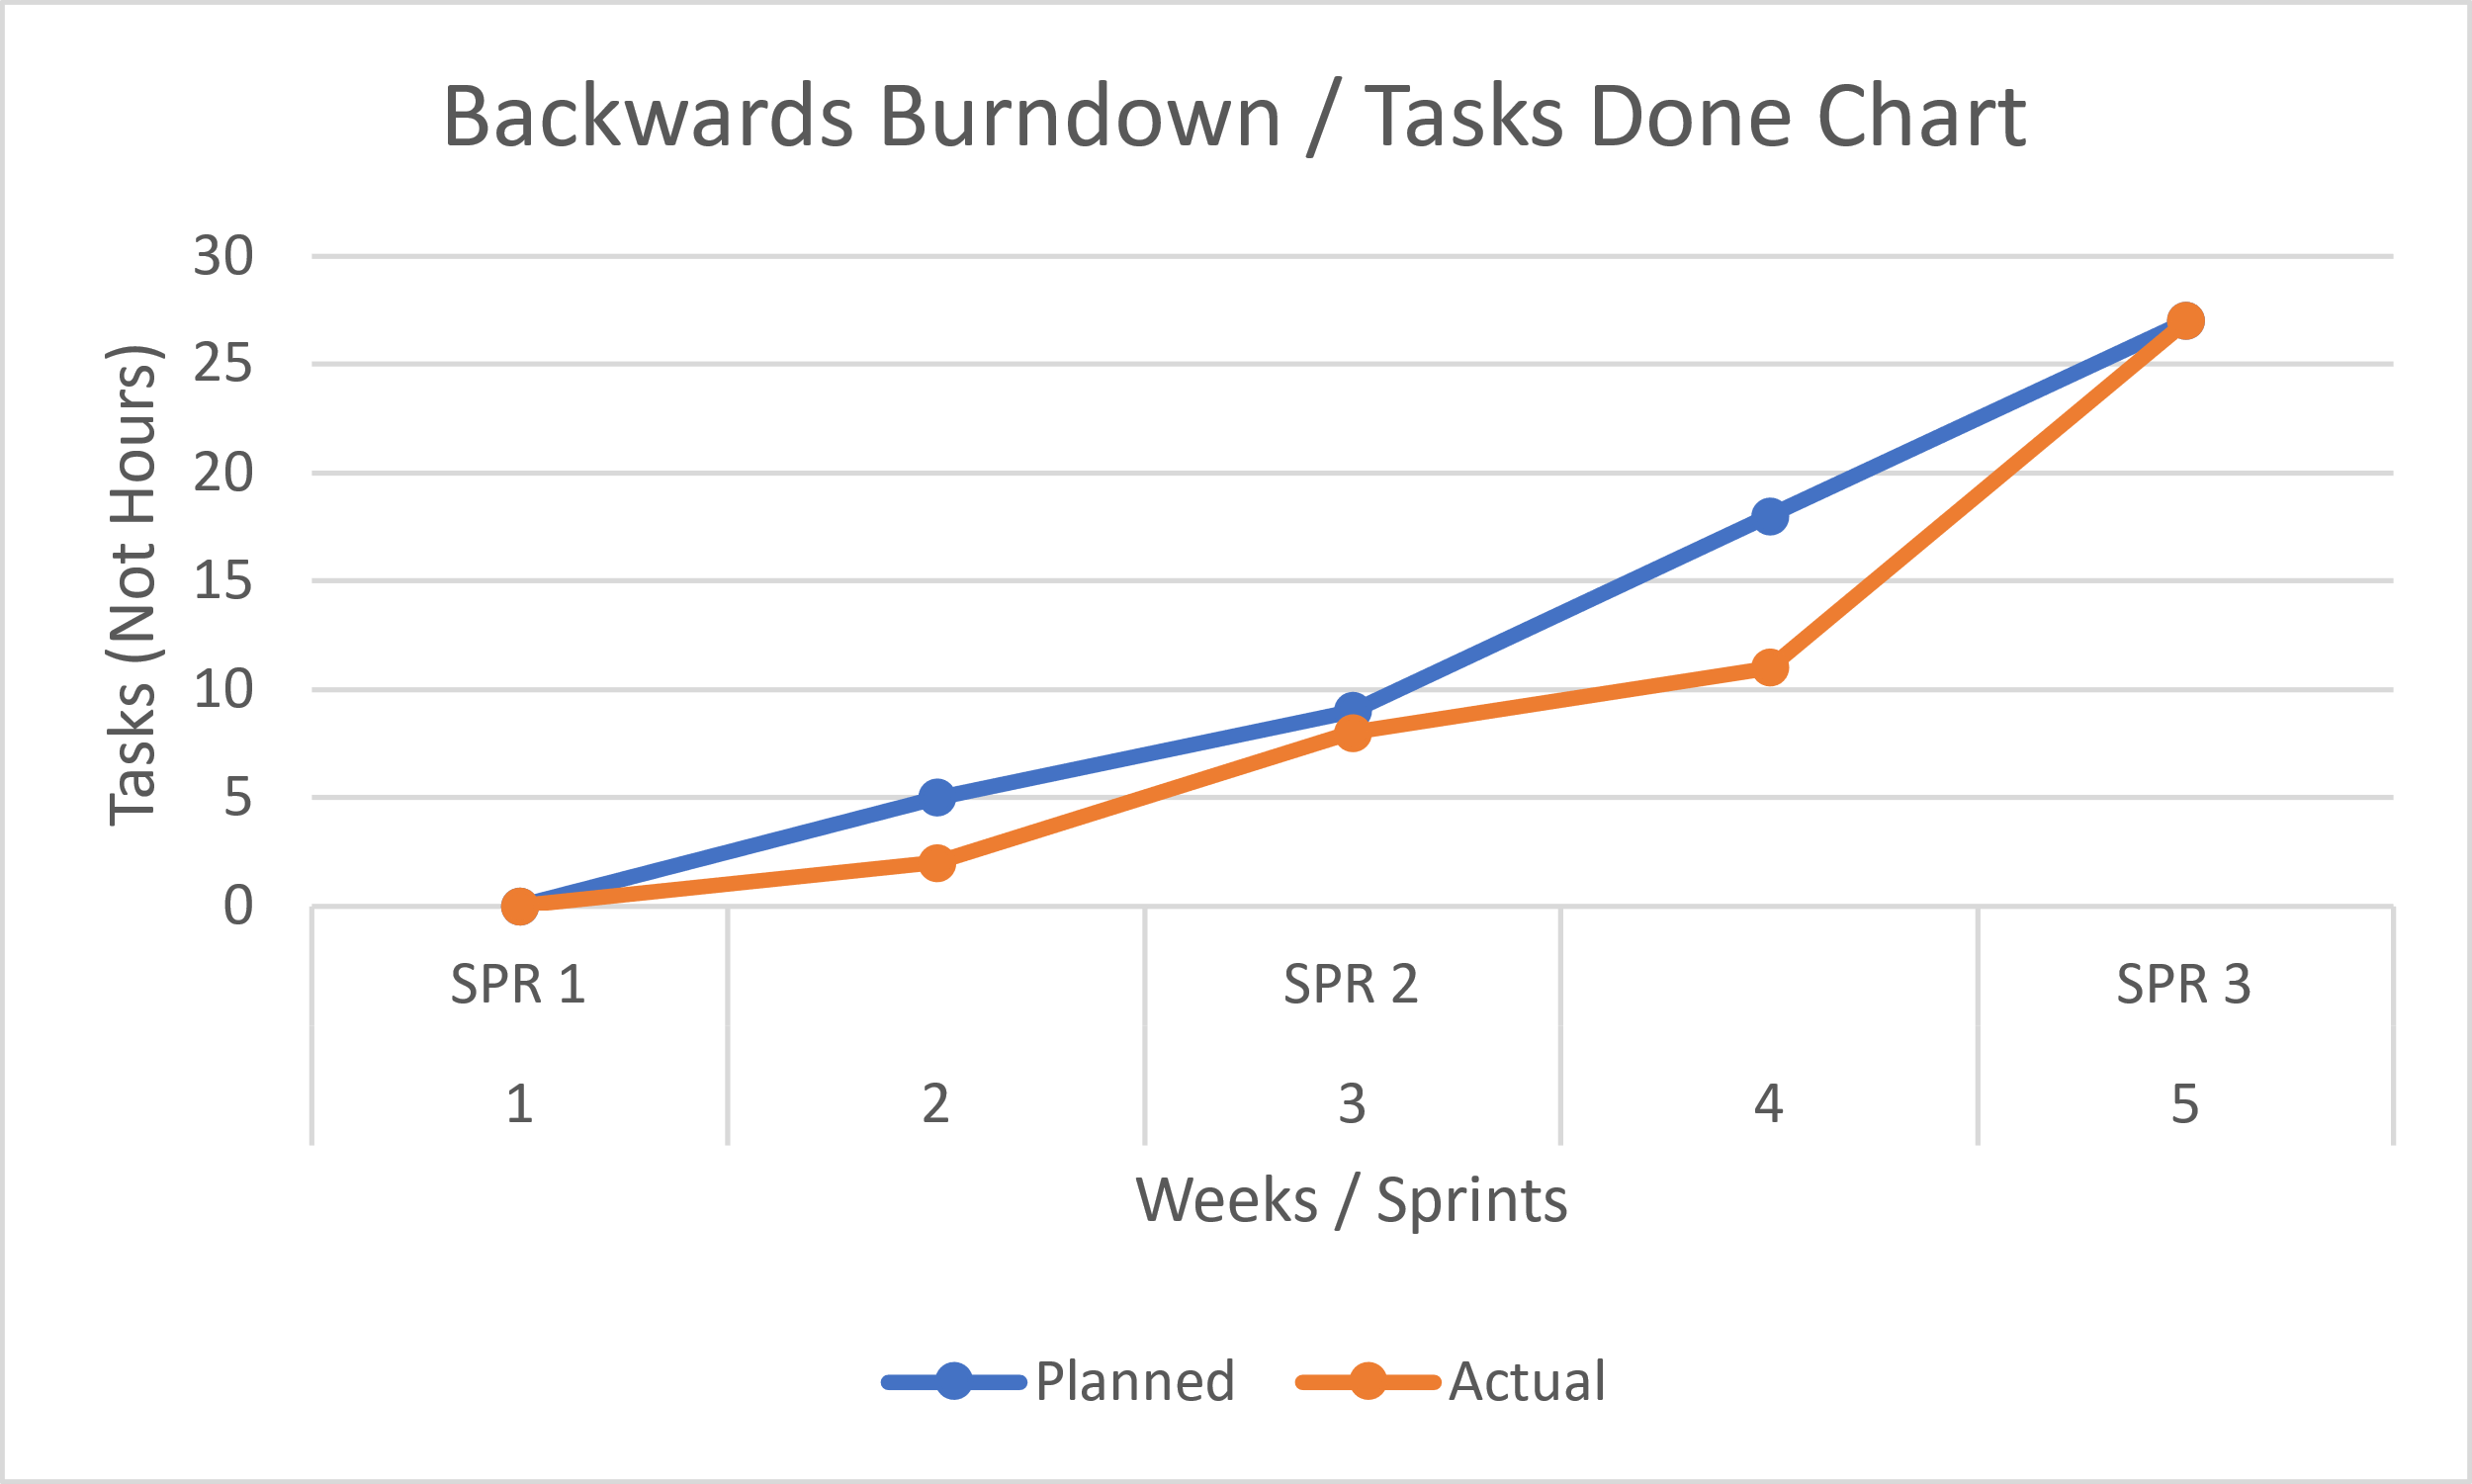 Backwards Burndown / Tasks Done Chart
Tasks (Not Hours)
30
25
20
15
10
5
0
SPR 1 SPR 2 SPR 3
1 2 3 4 5
Weeks / Sprints
Planned Actual